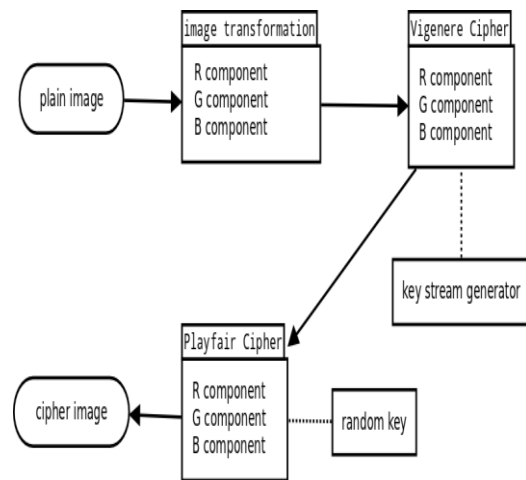 plain image
image transformation
R component
G component
B component
Vigenere Cipher
R component
G component
B component
key stream generator
Playfair Cipher
R component
G component
B component
random key
cipher image